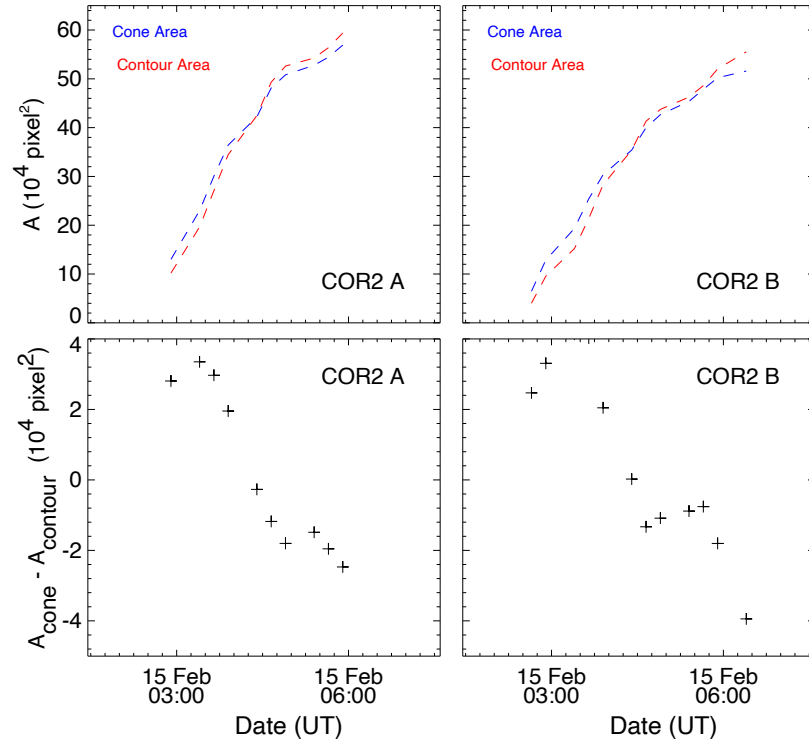 60
50
40
30
20
10
0
A (10⁴ pixel²)
Cone Area
Contour Area
COR2 A
Cone Area
Contour Area
COR2 B
4
2
0
-2
-4
A_cone - A_contour (10⁴ pixel²)
COR2 A
COR2 B
15 Feb
03:00
15 Feb
06:00
Date (UT)
15 Feb
03:00
15 Feb
06:00
Date (UT)